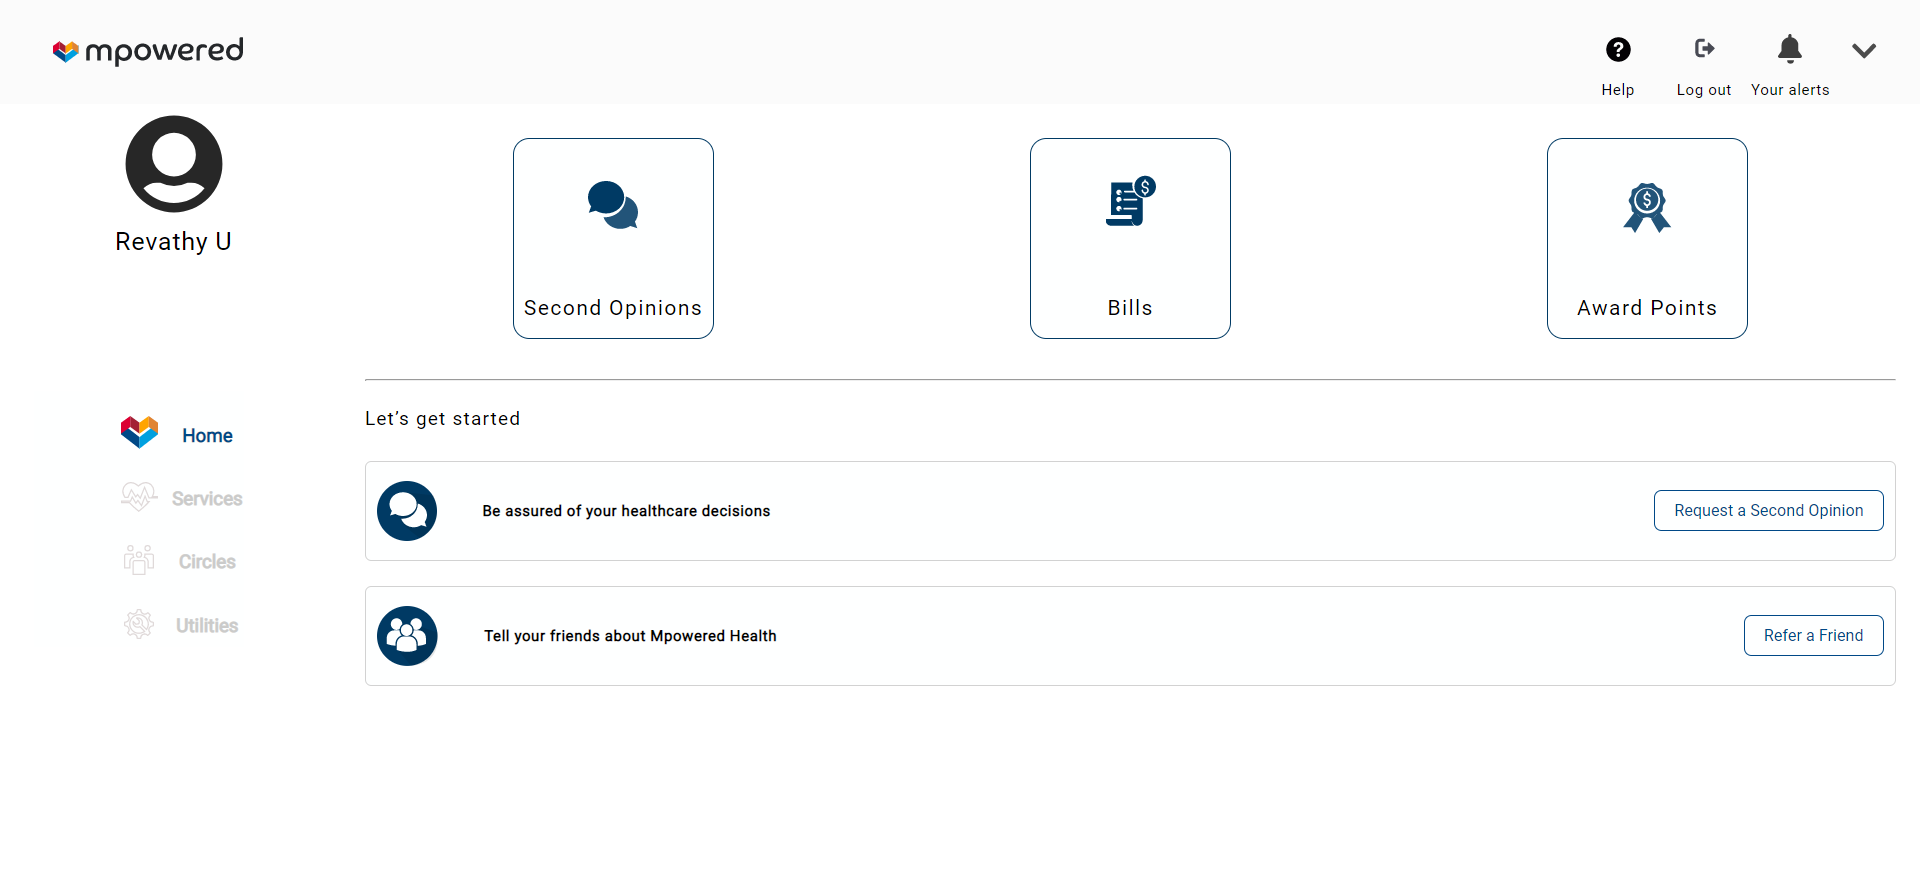 mpowered
Help
Log out
Your alerts
Revathy U
Second Opinions
Bills
Award Points
Let's get started
Home
Services
Circles
Utilities
Be assured of your healthcare decisions
Request a Second Opinion
Tell your friends about Mpowered Health
Refer a Friend